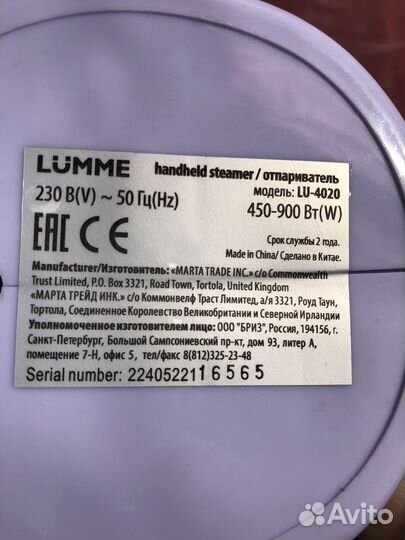 LUMME
handheld steamer / отпариватель
модель: LU-4020
230 В(V) ~ 50 Гц(Hz)
450-900 Вт(W)
EAC CE
Срок службы 2 года.
Made in China/ Сделано в Китае.
Manufacturer/Изготовитель: «MARTA TRADE INC.» c/o Commonwealth
Trust Limited, P.O. Box 3321, Road Town, Tortola, United Kingdom
«МАРТА ТРЕЙД ИНК.» c/o Коммонвелф Траст Лимитед, а/я 3321, Роуд Таун,
Тортола, Соединенное Королевство Великобритании и Северной Ирландии
Уполномоченное изготовителем лицо: ООО "БРИЗ", Россия, 194156, г.
Санкт-Петербург, Большой Сампсониевский пр-кт, дом 93, литер А,
помещение 7-Н, офис 5, тел/факс 8(812)325-23-48
Serial number: 2240522116565
Avito